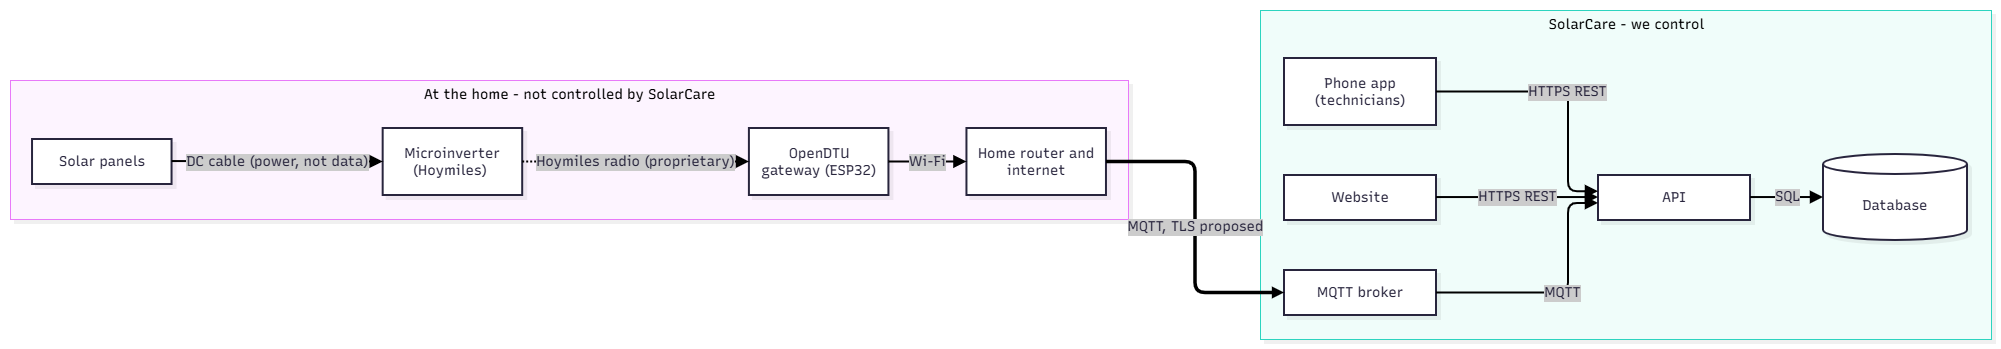 SolarCare - we control
At the home - not controlled by SolarCare
Phone app
(technicians)
HTTPS REST
Solar panels
DC cable (power, not data)
Microinverter
(Hoymiles)
Hoymiles radio (proprietary)
OpenDTU
gateway (ESP32)
Wi-Fi
Home router and
internet
MQTT, TLS proposed
Website
HTTPS REST
API
SQL
Database
MQTT broker
MQTT